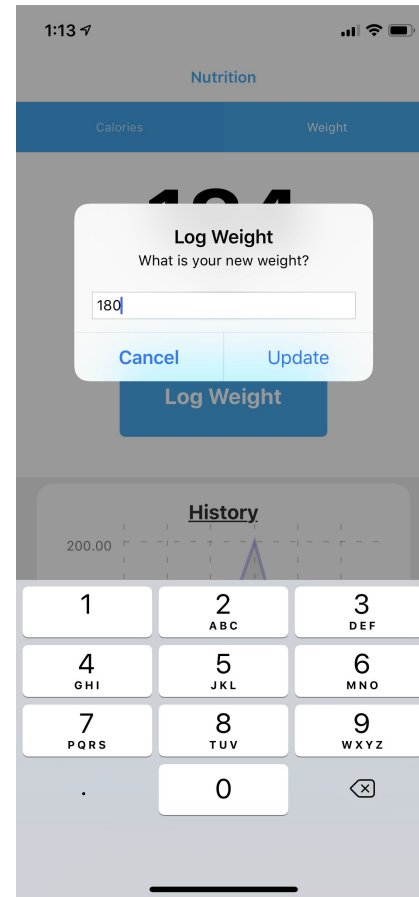 1:13
Nutrition
Calories Weight
Log Weight
What is your new weight?
180
Cancel Update
Log Weight
History
200.00
1 2 3
ABC DEF
4 5 6
GHI JKL MNO
7 8 9
PQRS TUV WXYZ
. 0